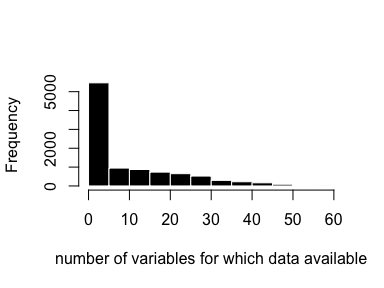 Frequency
5000
2000
0
0 10 20 30 40 50 60
number of variables for which data available